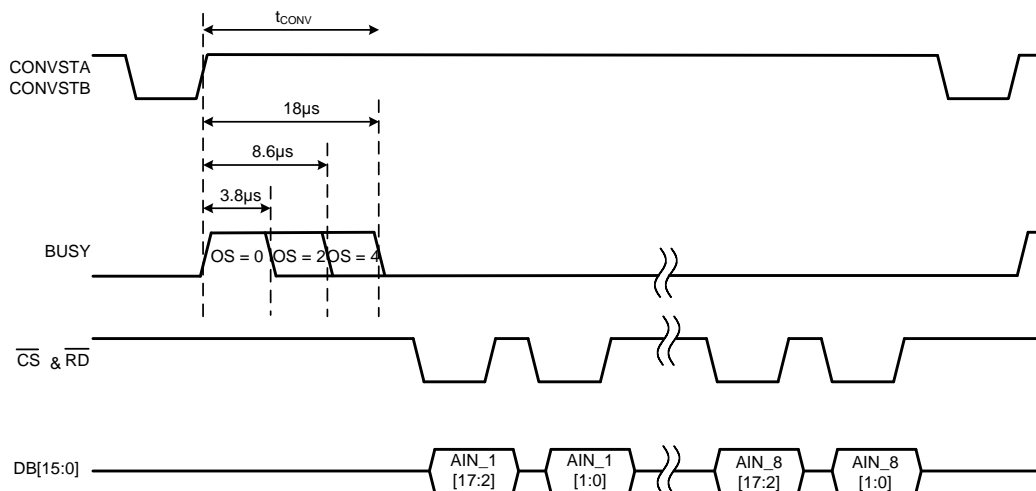 tCONV
CONVSTA
CONVSTB
18µs
8.6µs
3.8µs
BUSY
OS = 0
OS = 2
OS = 4
CS & RD
DB[15:0]
AIN_1
[17:2]
AIN_1
[1:0]
AIN_8
[17:2]
AIN_8
[1:0]